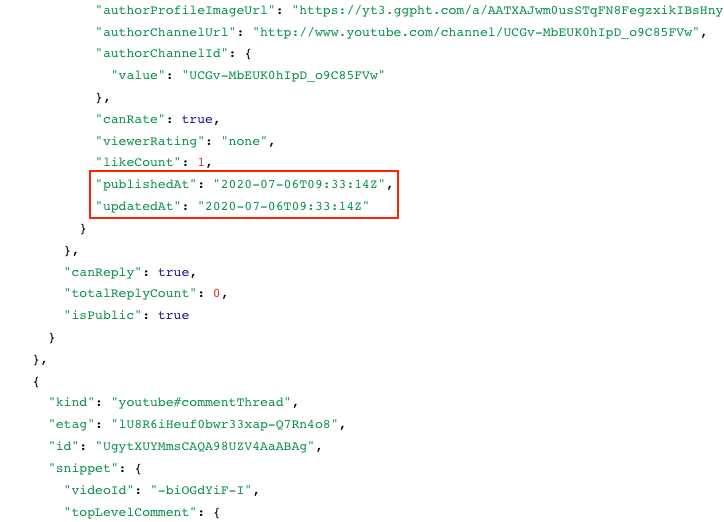 "authorProfileImageUrl": "https://yt3.ggpht.com/a/AATXAJwm0usSTqFN8FegzxikIBsHny
"authorChannelUrl": "http://www.youtube.com/channel/UCGv-MbEUK0hIpD_o9C85FVw",
"authorChannelId": {
"value": "UCGv-MbEUK0hIpD_o9C85FVw"
},
"canRate": true,
"viewerRating": "none",
"likeCount": 1,
"publishedAt": "2020-07-06T09:33:14Z",
"updatedAt": "2020-07-06T09:33:14Z"
}
},
"canReply": true,
"totalReplyCount": 0,
"isPublic": true
}
},
{
"kind": "youtube#commentThread",
"etag": "lU8R6iHeuf0bwr33xap-Q7Rn4o8",
"id": "UgytXUYMmsCAQA98UZV4AaABAg",
"snippet": {
"videoId": "-biOGdYiF-I",
"topLevelComment": {